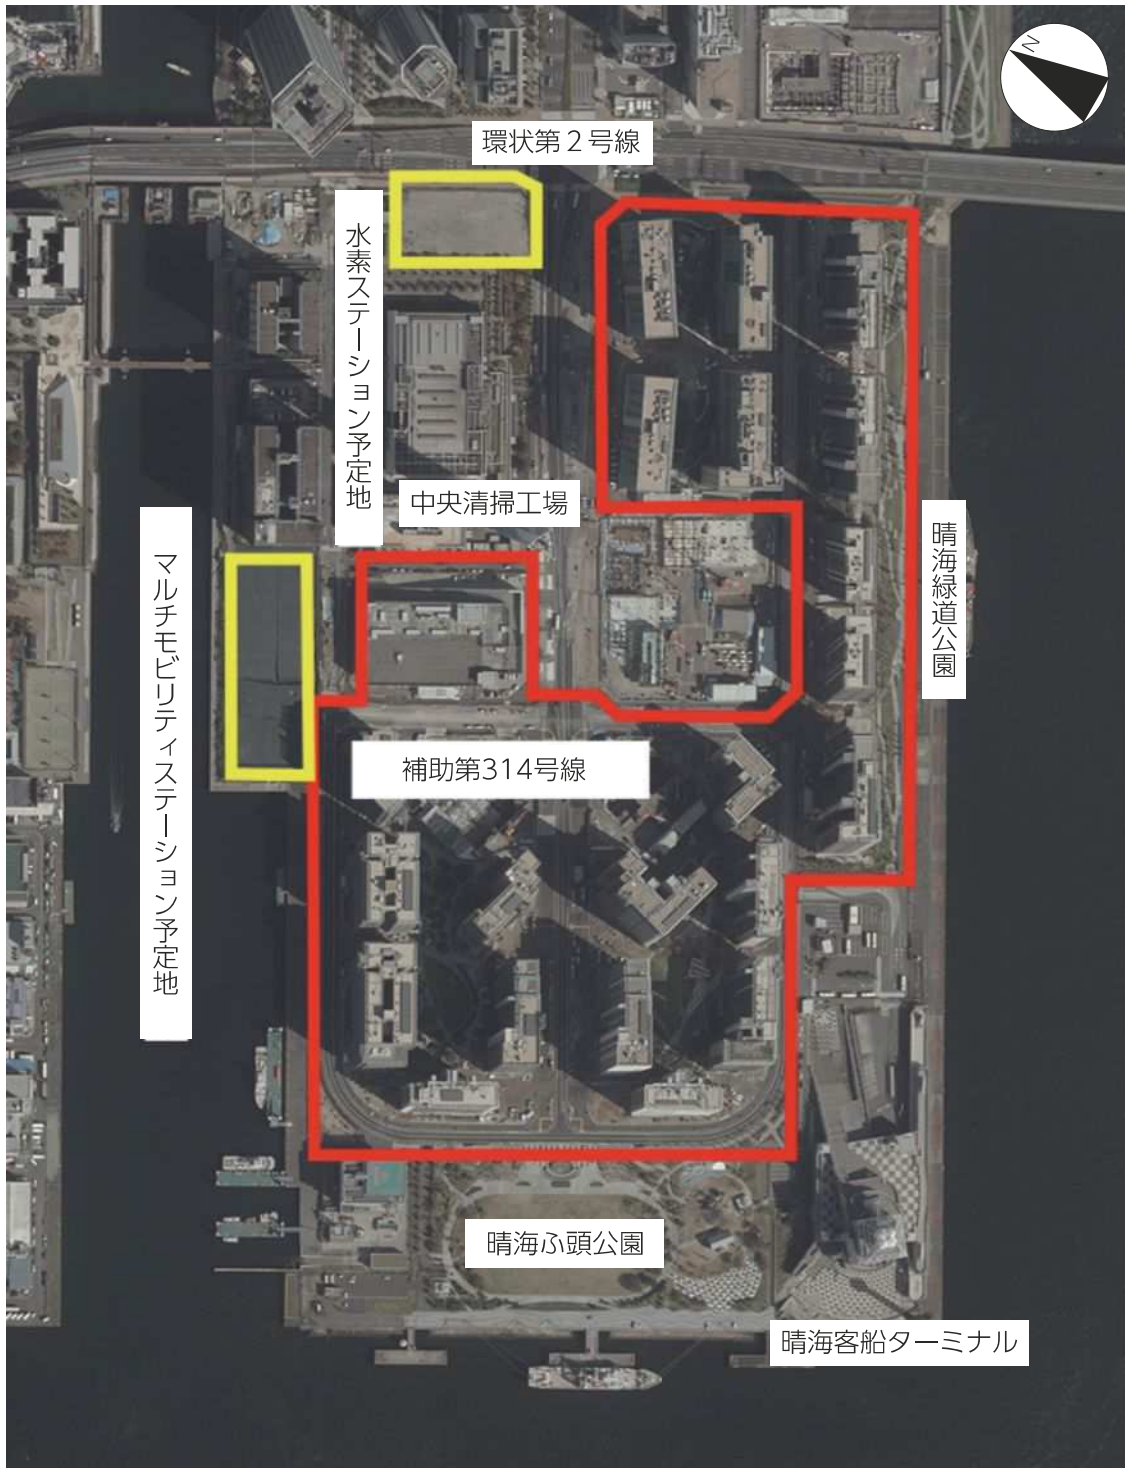 N
環状第２号線
水素ステーション予定地
中央清掃工場
晴海緑道公園
マルチモビリティステーション予定地
補助第314号線
晴海ふ頭公園
晴海客船ターミナル